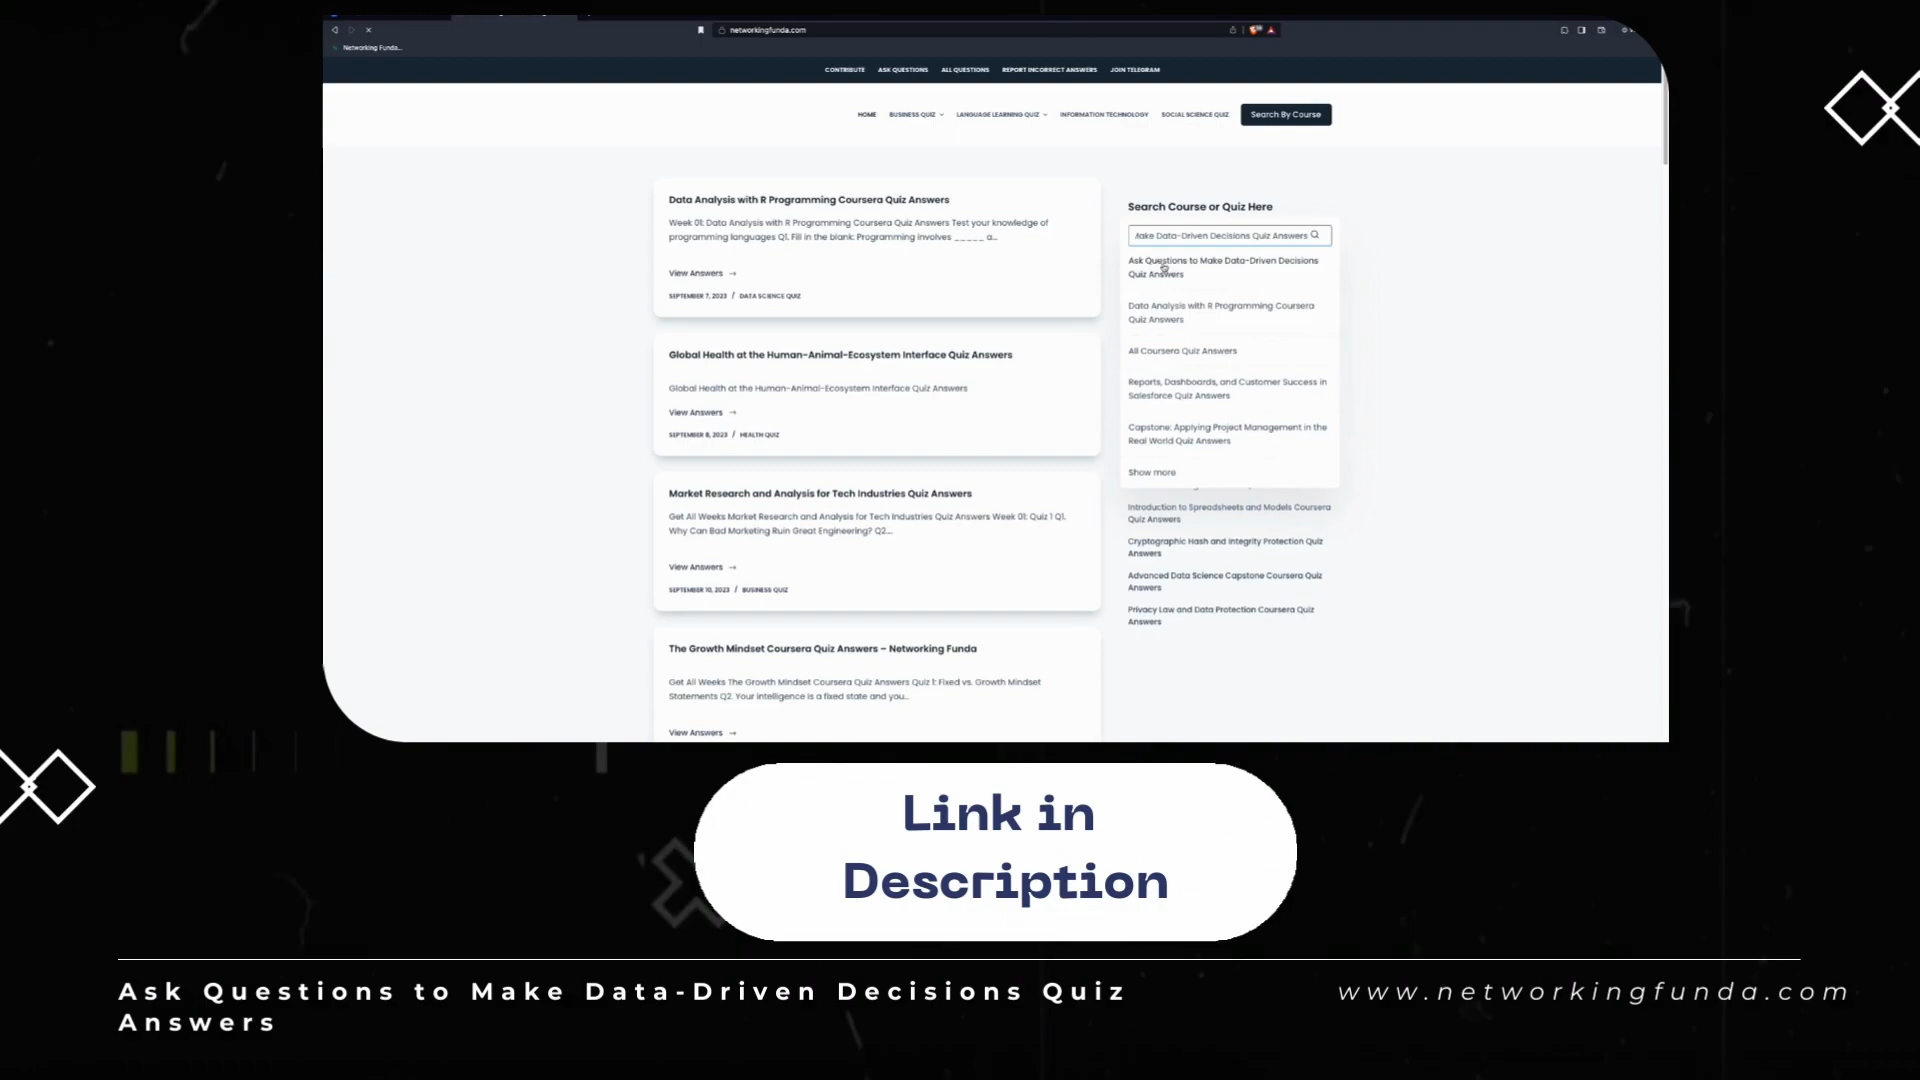 networkingfunda.com
Networking Funda...
CONTRIBUTE ASK QUESTIONS ALL QUESTIONS REPORT INCORRECT ANSWERS JOIN TELEGRAM
HOME BUSINESS QUIZ LANGUAGE LEARNING QUIZ INFORMATION TECHNOLOGY SOCIAL SCIENCE QUIZ Search By Course
Data Analysis with R Programming Coursera Quiz Answers
Week 01: Data Analysis with R Programming Coursera Quiz Answers Test your knowledge of
programming languages Q1. Fill in the blank: Programming involves _____ a...
View Answers →
SEPTEMBER 7, 2023 / DATA SCIENCE QUIZ
Global Health at the Human-Animal-Ecosystem Interface Quiz Answers
Global Health at the Human-Animal-Ecosystem Interface Quiz Answers
View Answers →
SEPTEMBER 8, 2023 / HEALTH QUIZ
Market Research and Analysis for Tech Industries Quiz Answers
Get All Weeks Market Research and Analysis for Tech Industries Quiz Answers Week 01: Quiz 1 Q1.
Why Can Bad Marketing Ruin Great Engineering? Q2....
View Answers →
SEPTEMBER 10, 2023 / BUSINESS QUIZ
The Growth Mindset Coursera Quiz Answers – Networking Funda
Get All Weeks The Growth Mindset Coursera Quiz Answers Quiz 1: Fixed vs. Growth Mindset
Statements Q2. Your intelligence is a fixed state and you...
View Answers →
Search Course or Quiz Here
Make Data-Driven Decisions Quiz Answers
Ask Questions to Make Data-Driven Decisions
Quiz Answers
Data Analysis with R Programming Coursera
Quiz Answers
All Coursera Quiz Answers
Reports, Dashboards, and Customer Success in
Salesforce Quiz Answers
Capstone: Applying Project Management in the
Real World Quiz Answers
Show more
Introduction to Spreadsheets and Models Coursera
Quiz Answers
Cryptographic Hash and Integrity Protection Quiz
Answers
Advanced Data Science Capstone Coursera Quiz
Answers
Privacy Law and Data Protection Coursera Quiz
Answers
Link in
Description
Ask Questions to Make Data-Driven Decisions Quiz
Answers
www.networkingfunda.com